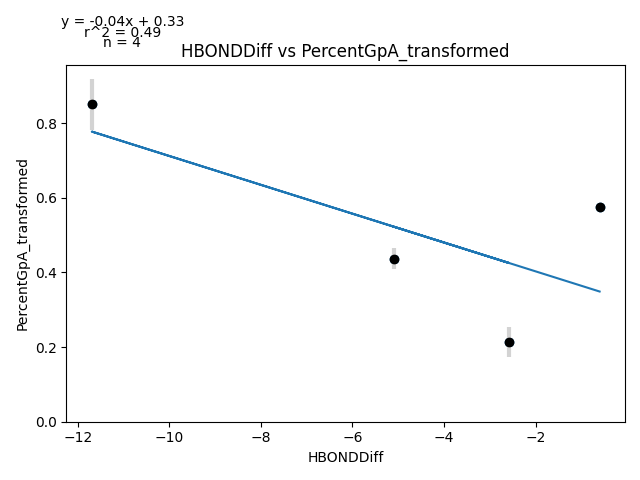 y = -0.04x + 0.33
r^2 = 0.49
n = 4
HBONDDiff vs PercentGpA_transformed
PercentGpA_transformed
0.8
0.6
0.4
0.2
0.0
−12
−10
−8
−6
−4
−2
HBONDDiff